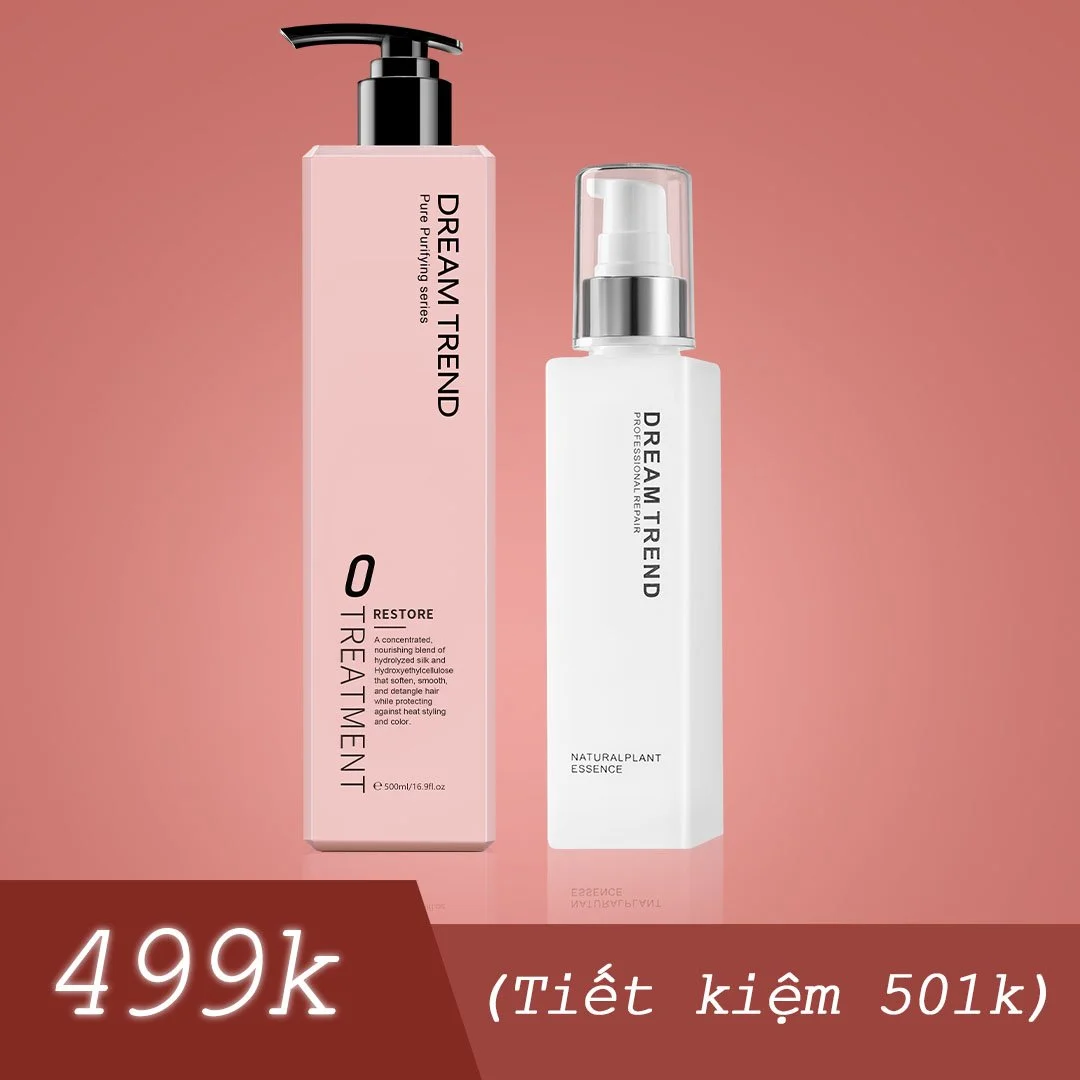 DREAM TREND
Pure Purifying series
0
TREATMENT
RESTORE
A concentrated,
nourishing blend of
hydrolyzed silk and
Hydroxyethylcellulose
that soften, smooth,
and detangle hair
while protecting
against heat styling
and color.
℮ 500ml/16.9fl.oz
DREAM TREND
PROFESSIONAL REPAIR
NATURALPLANT
ESSENCE
499k
(Tiết kiệm 501k)